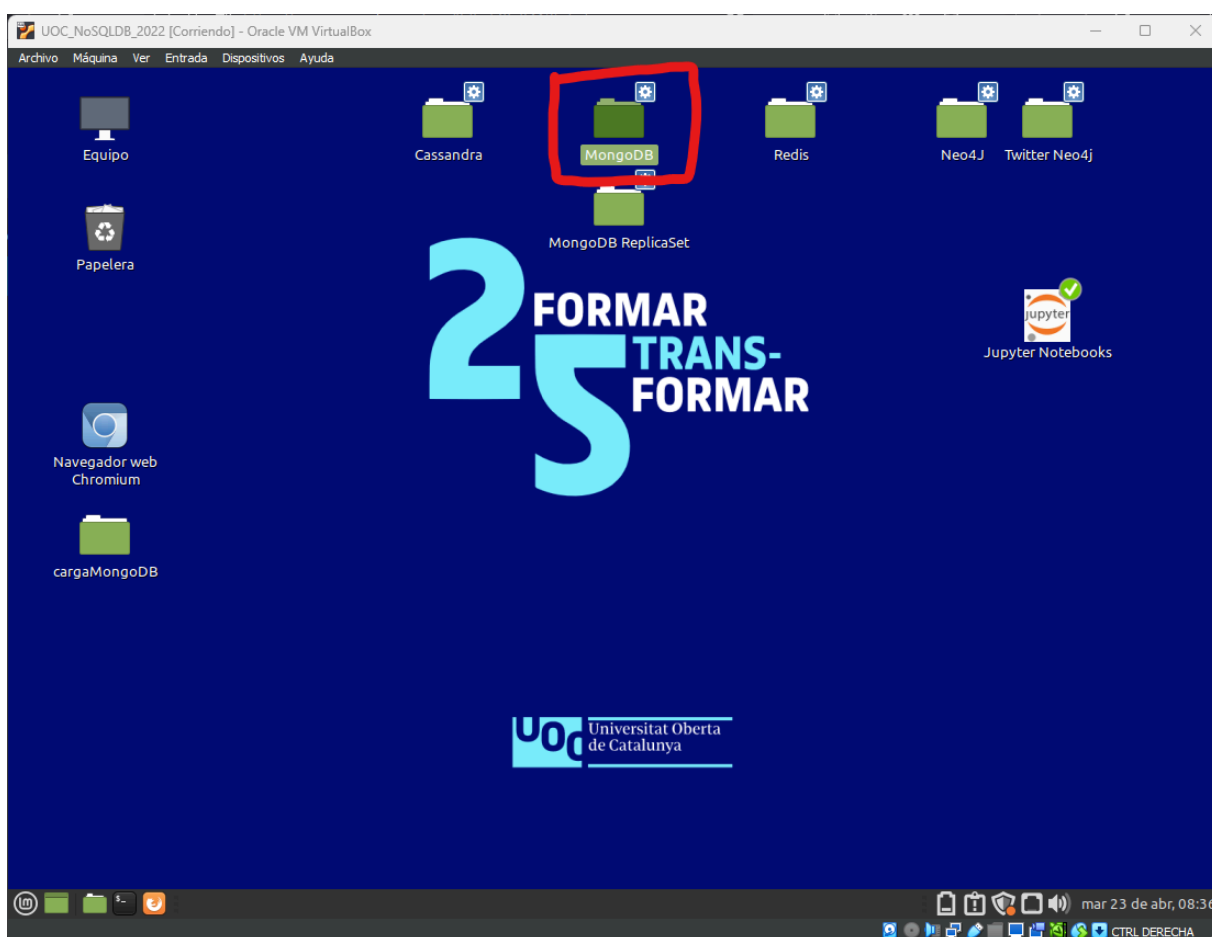 UOC_NoSQLDB_2022 [Corriendo] - Oracle VM VirtualBox
Archivo Máquina Ver Entrada Dispositivos Ayuda
Equipo
Cassandra
MongoDB
Redis
Neo4J
Twitter Neo4j
Papelera
MongoDB ReplicaSet
25
FORMAR
TRANS-
FORMAR
jupyter
Jupyter Notebooks
Navegador web
Chromium
cargaMongoDB
UOC
Universitat Oberta
de Catalunya
mar 23 de abr, 08:36
CTRL DERECHA